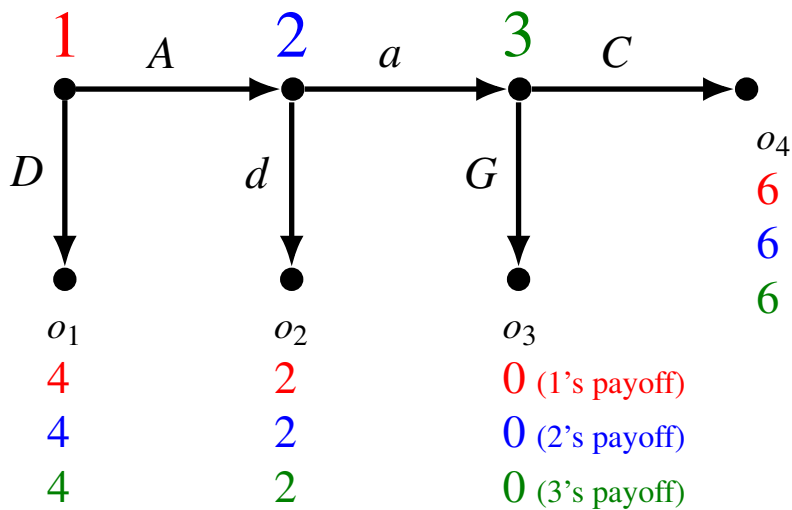 1 A 2 a 3 C
D d G
o4
6
6
6
o1 o2 o3
4 2 0 (1's payoff)
4 2 0 (2's payoff)
4 2 0 (3's payoff)